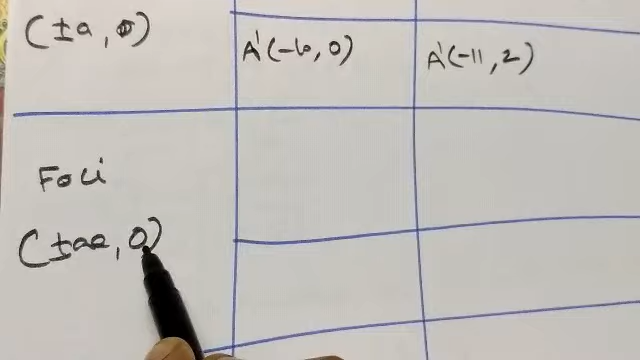 (±a, 0) A'(-6, 0) A'(-11, 2)
Foci
(±ae, 0)